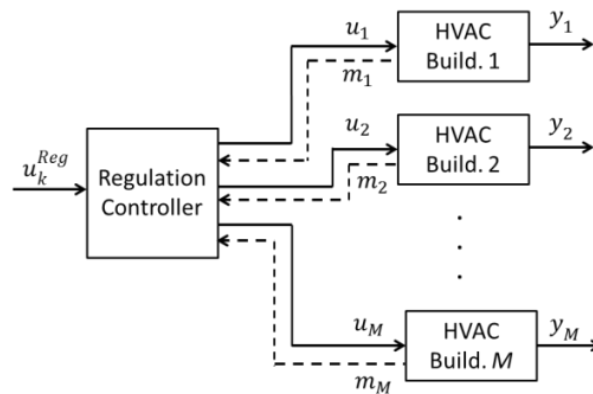 u_1
HVAC
Build. 1
y_1
m_1
u_k^{Reg}
Regulation
Controller
u_2
HVAC
Build. 2
y_2
m_2
.
.
.
u_M
HVAC
Build. M
y_M
m_M